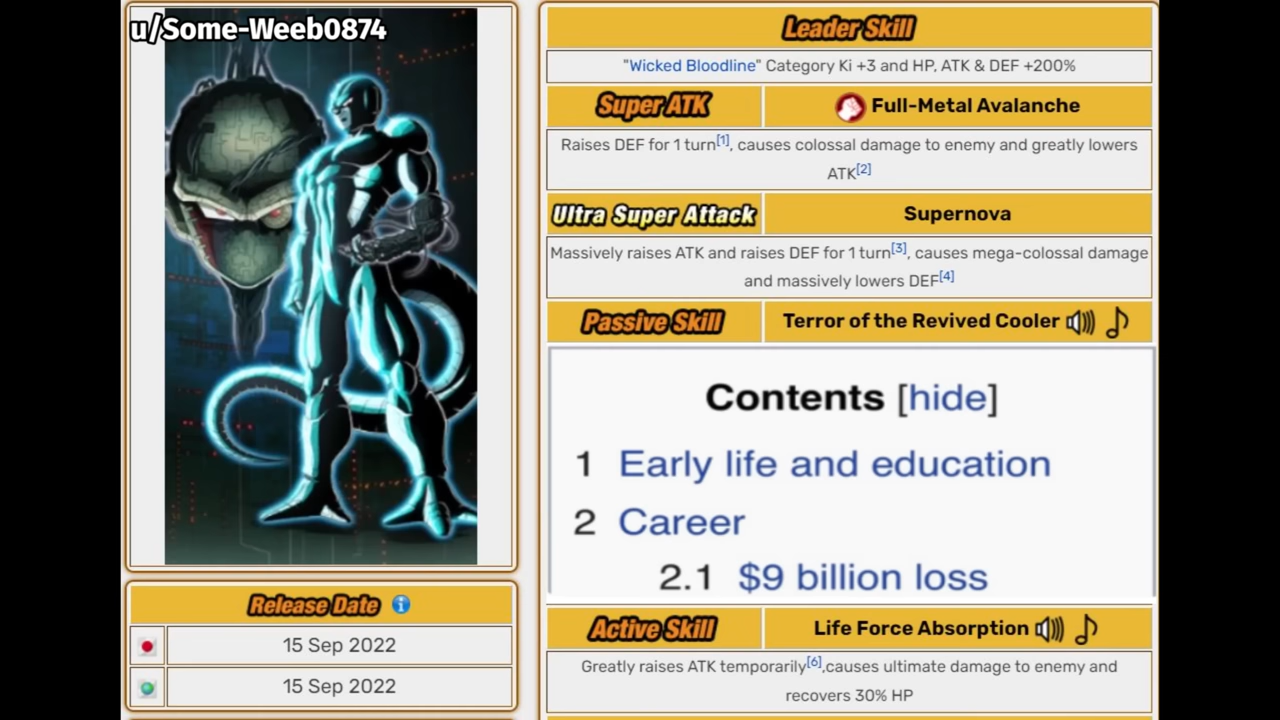 u/Some-Weeb0874
Leader Skill
"Wicked Bloodline" Category Ki +3 and HP, ATK & DEF +200%
Super ATK
Full-Metal Avalanche
Raises DEF for 1 turn[1], causes colossal damage to enemy and greatly lowers
ATK[2]
Ultra Super Attack
Supernova
Massively raises ATK and raises DEF for 1 turn[3], causes mega-colossal damage
and massively lowers DEF[4]
Passive Skill
Terror of the Revived Cooler
Contents [hide]
1 Early life and education
2 Career
2.1 $9 billion loss
Active Skill
Life Force Absorption
Greatly raises ATK temporarily[6],causes ultimate damage to enemy and
recovers 30% HP
Release Date
15 Sep 2022
15 Sep 2022